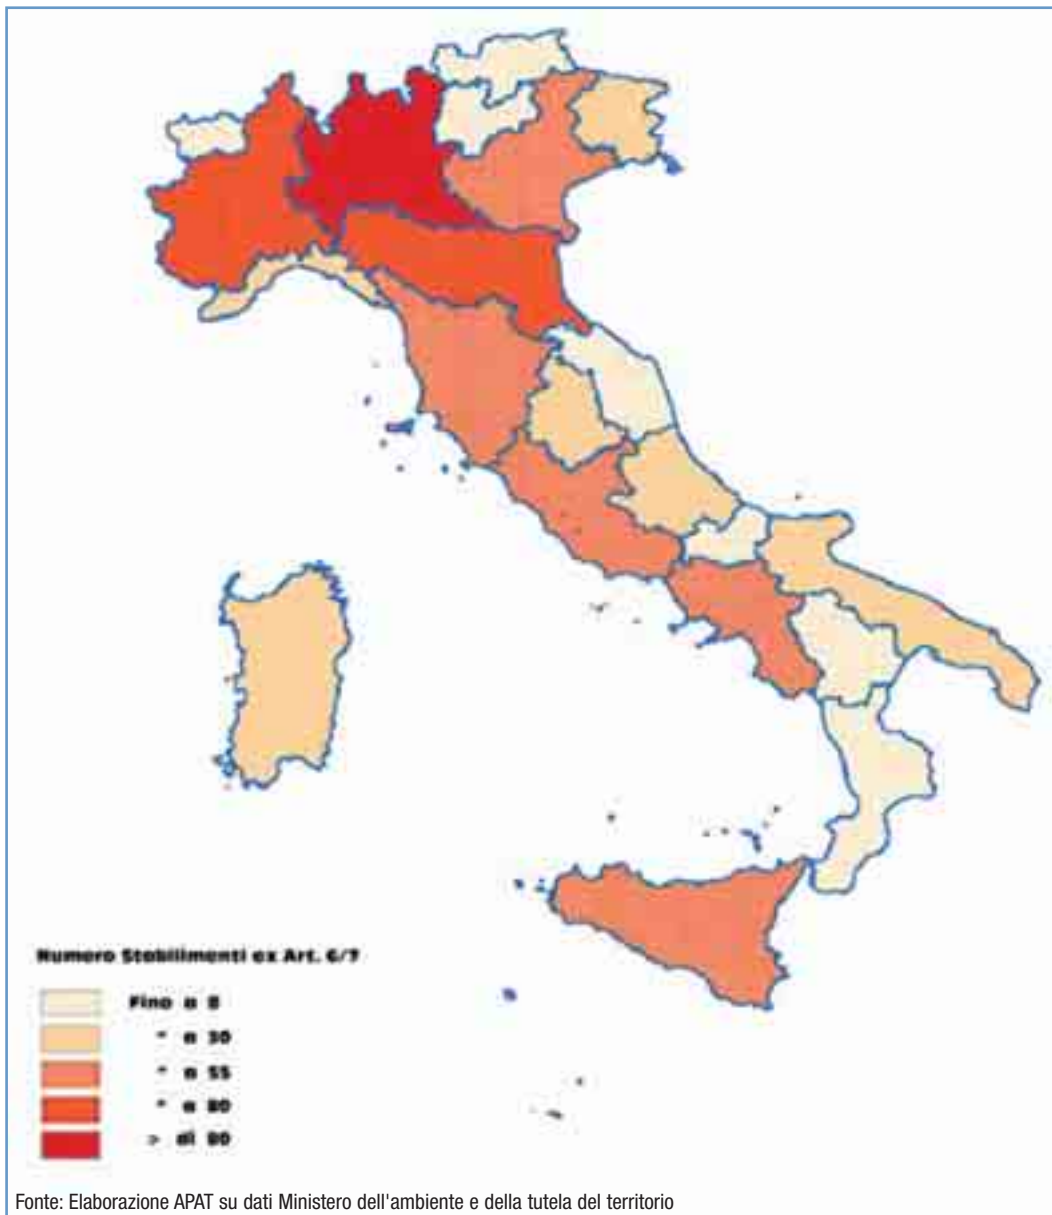 Numero Stabilimenti ex Art. 6/7
Fino a 8
" a 30
" a 55
" a 80
> di 80
Fonte: Elaborazione APAT su dati Ministero dell'ambiente e della tutela del territorio